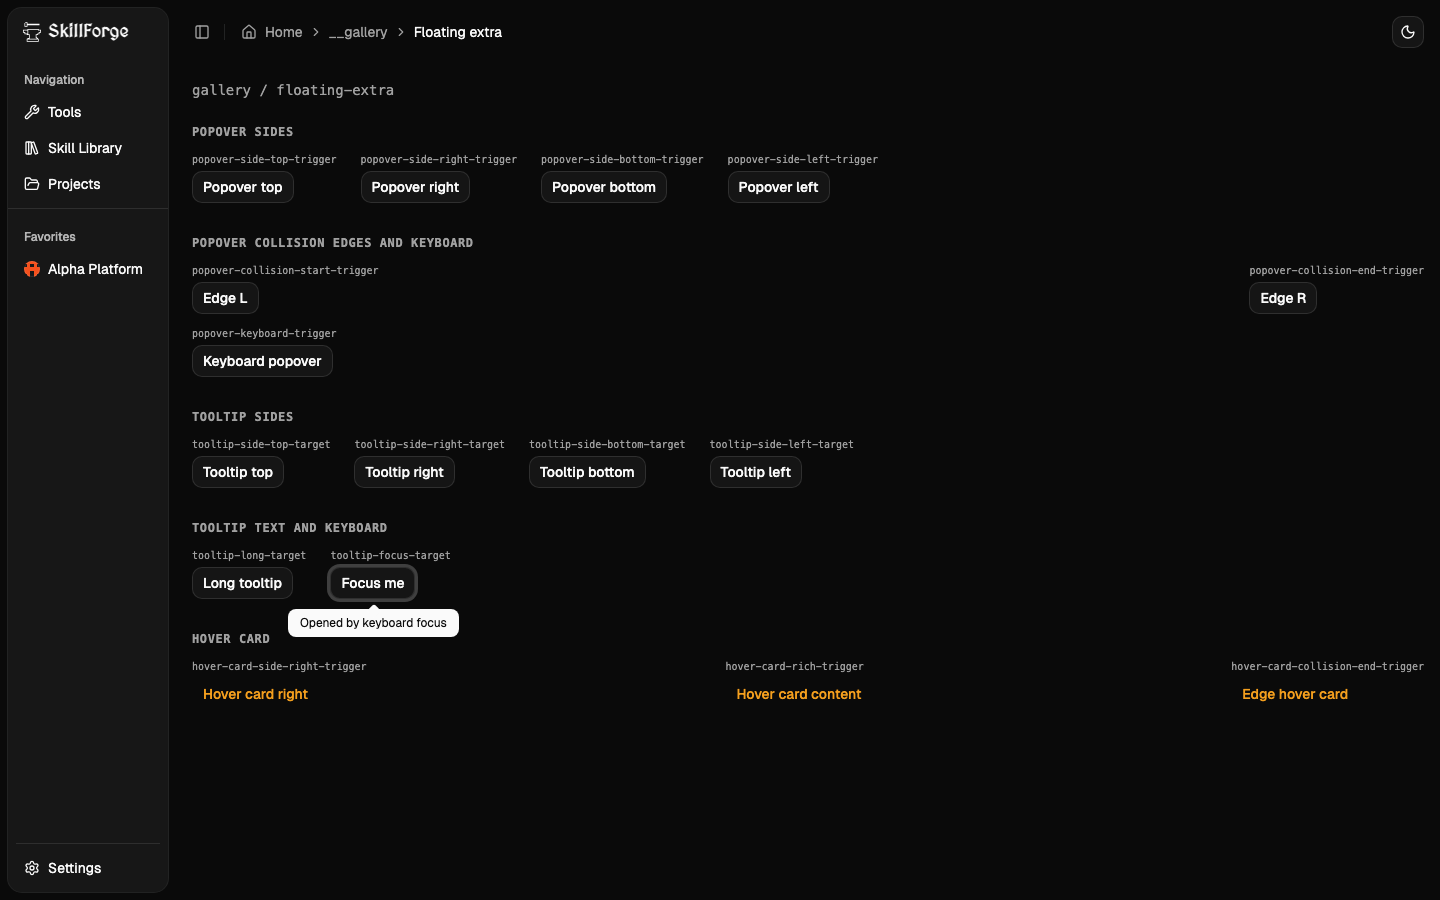 SkillForge
Navigation
Tools
Skill Library
Projects
Favorites
Alpha Platform
Settings
Home > __gallery > Floating extra
gallery / floating-extra
POPOVER SIDES
popover-side-top-trigger popover-side-right-trigger popover-side-bottom-trigger popover-side-left-trigger
Popover top Popover right Popover bottom Popover left
POPOVER COLLISION EDGES AND KEYBOARD
popover-collision-start-trigger popover-collision-end-trigger
Edge L Edge R
popover-keyboard-trigger
Keyboard popover
TOOLTIP SIDES
tooltip-side-top-target tooltip-side-right-target tooltip-side-bottom-target tooltip-side-left-target
Tooltip top Tooltip right Tooltip bottom Tooltip left
TOOLTIP TEXT AND KEYBOARD
tooltip-long-target tooltip-focus-target
Long tooltip Focus me
Opened by keyboard focus
HOVER CARD
hover-card-side-right-trigger hover-card-rich-trigger hover-card-collision-end-trigger
Hover card right Hover card content Edge hover card